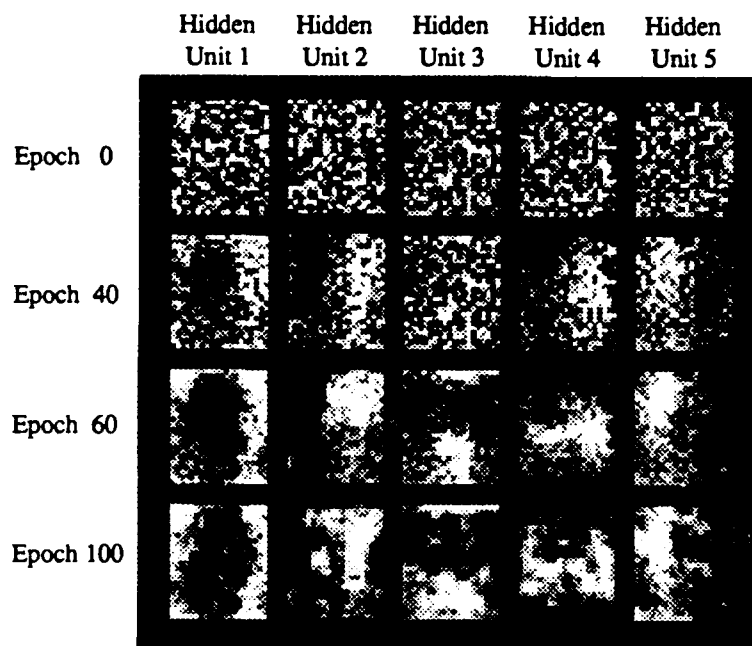 Hidden Hidden Hidden Hidden Hidden
Unit 1 Unit 2 Unit 3 Unit 4 Unit 5
Epoch 0
Epoch 40
Epoch 60
Epoch 100